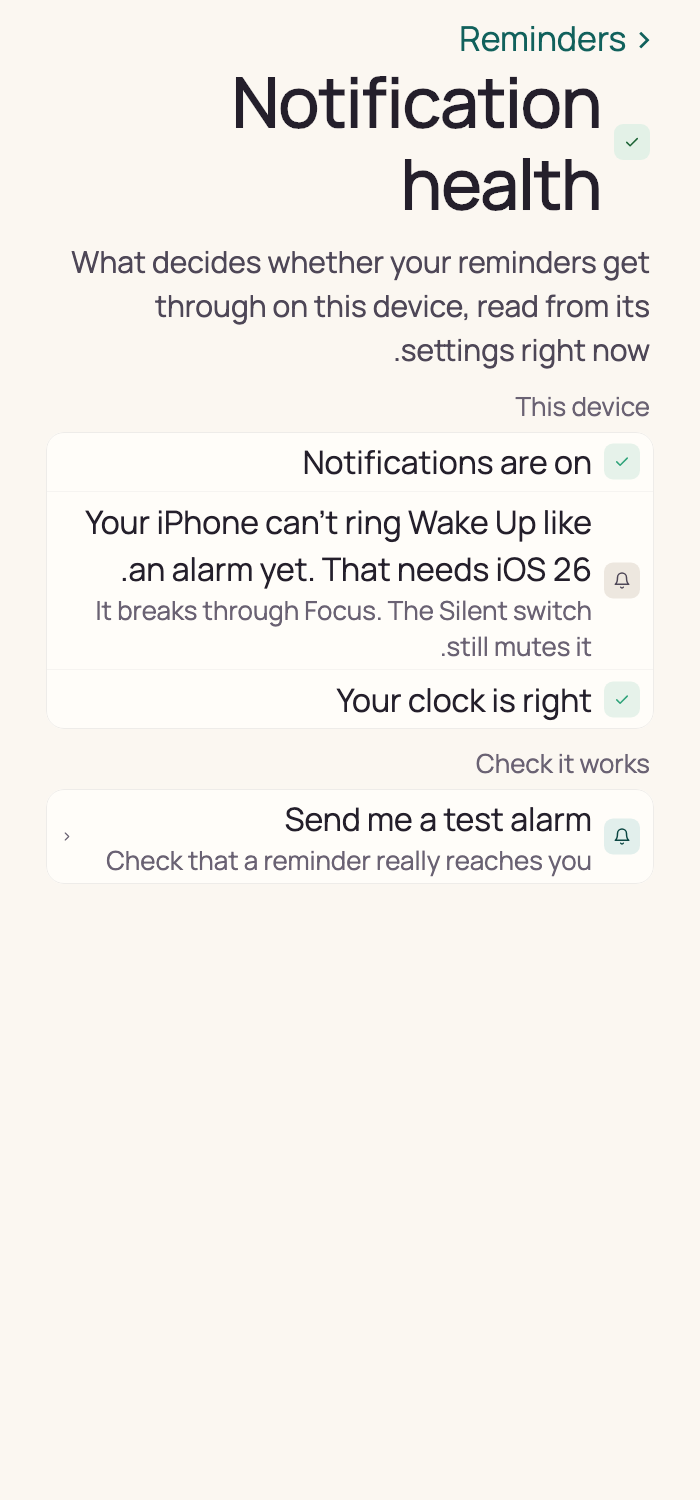 Reminders
Notification
health
What decides whether your reminders get
through on this device, read from its
.settings right now
This device
Notifications are on
Your iPhone can’t ring Wake Up like
.an alarm yet. That needs iOS 26
It breaks through Focus. The Silent switch
.still mutes it
Your clock is right
Check it works
Send me a test alarm
Check that a reminder really reaches you